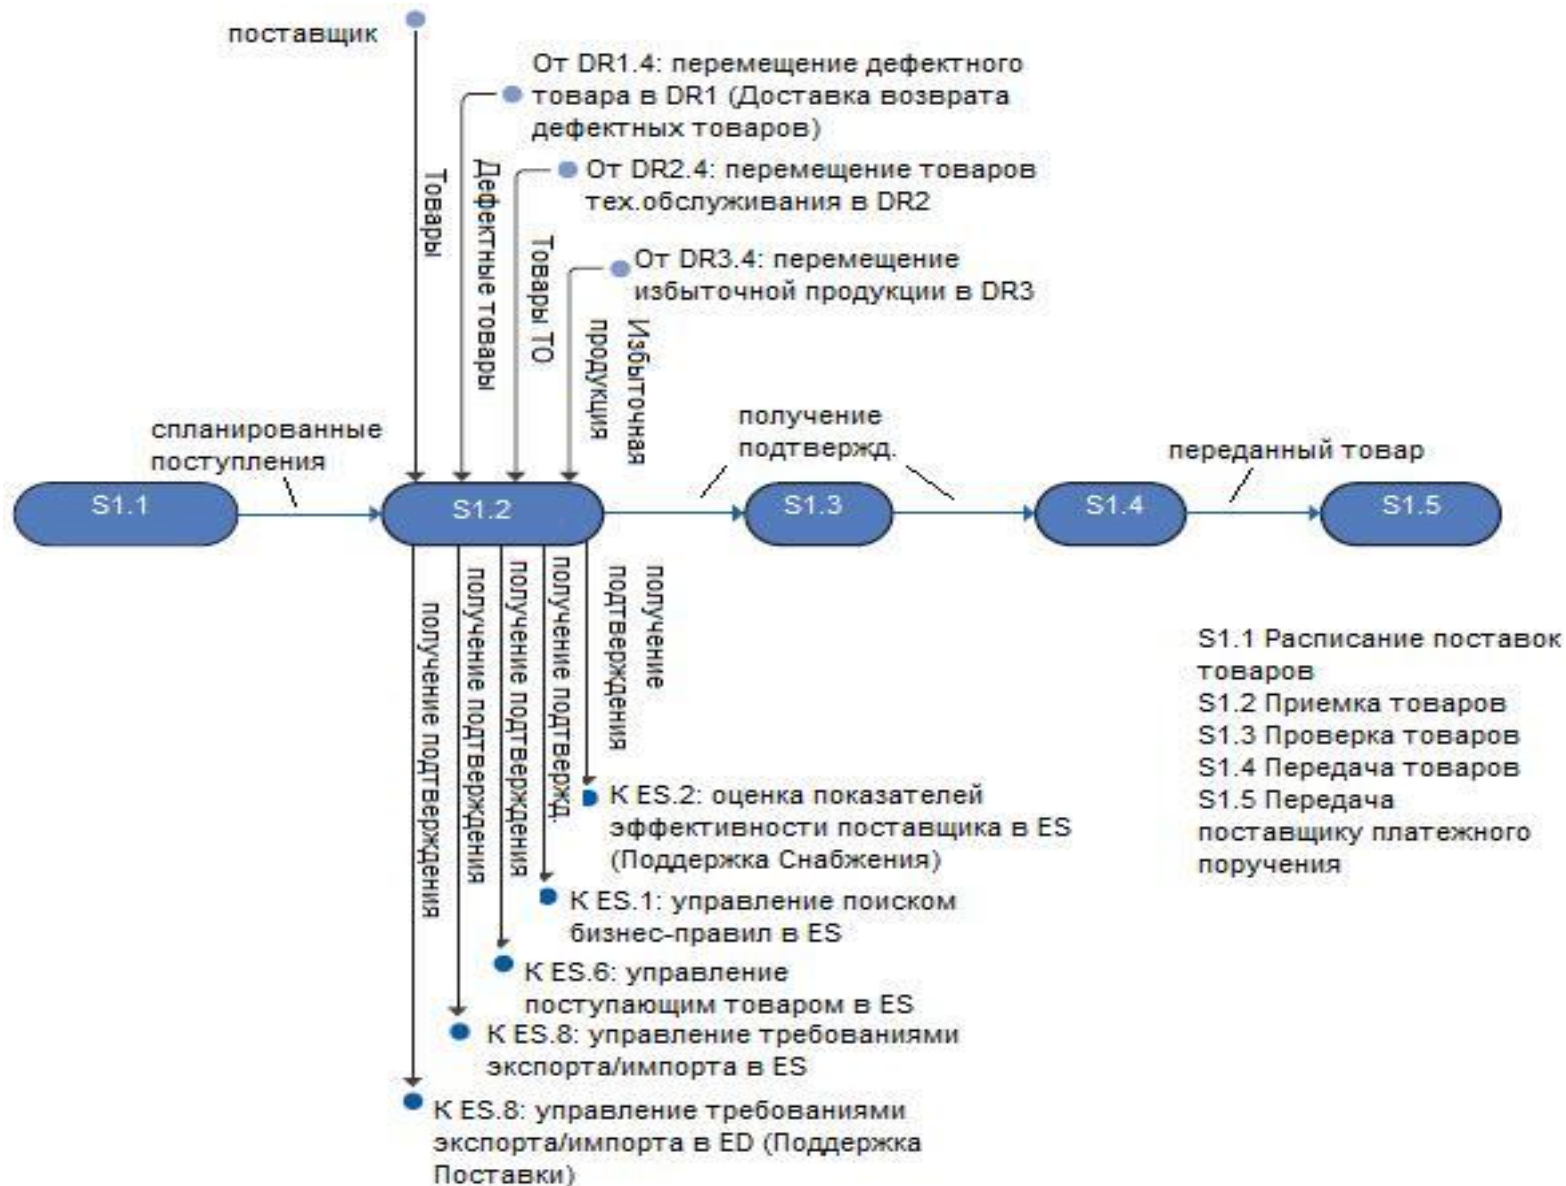 поставщик
От DR1.4: перемещение дефектного
товара в DR1 (Доставка возврата
дефектных товаров)
От DR2.4: перемещение товаров
тех.обслуживания в DR2
От DR3.4: перемещение
избыточной продукции в DR3
Товары
Дефектные товары
Товары ТО
Избыточная
продукция
спланированные
поступления
получение
подтвержд.
переданный товар
S1.1
S1.2
S1.3
S1.4
S1.5
получение подтверждения
получение подтверждения
получение подтверждения
получение подтвержд.
получение
подтверждения
S1.1 Расписание поставок
товаров
S1.2 Приемка товаров
S1.3 Проверка товаров
S1.4 Передача товаров
S1.5 Передача
поставщику платежного
поручения
К ES.2: оценка показателей
эффективности поставщика в ES
(Поддержка Снабжения)
К ES.1: управление поиском
бизнес-правил в ES
К ES.6: управление
поступающим товаром в ES
К ES.8: управление требованиями
экспорта/импорта в ES
К ES.8: управление требованиями
экспорта/импорта в ED (Поддержка
Поставки)